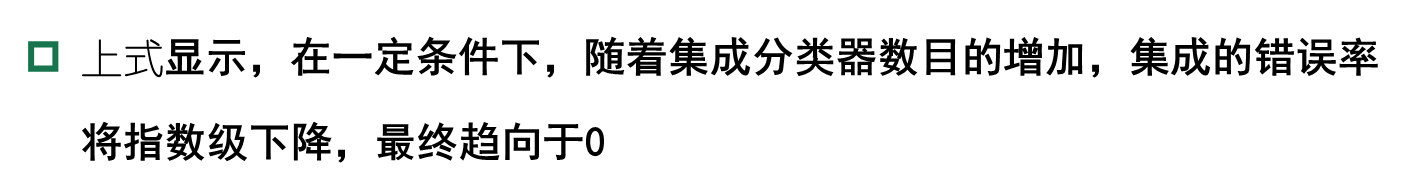 上式显示，在一定条件下，随着集成分类器数目的增加，集成的错误率
将指数级下降，最终趋向于0